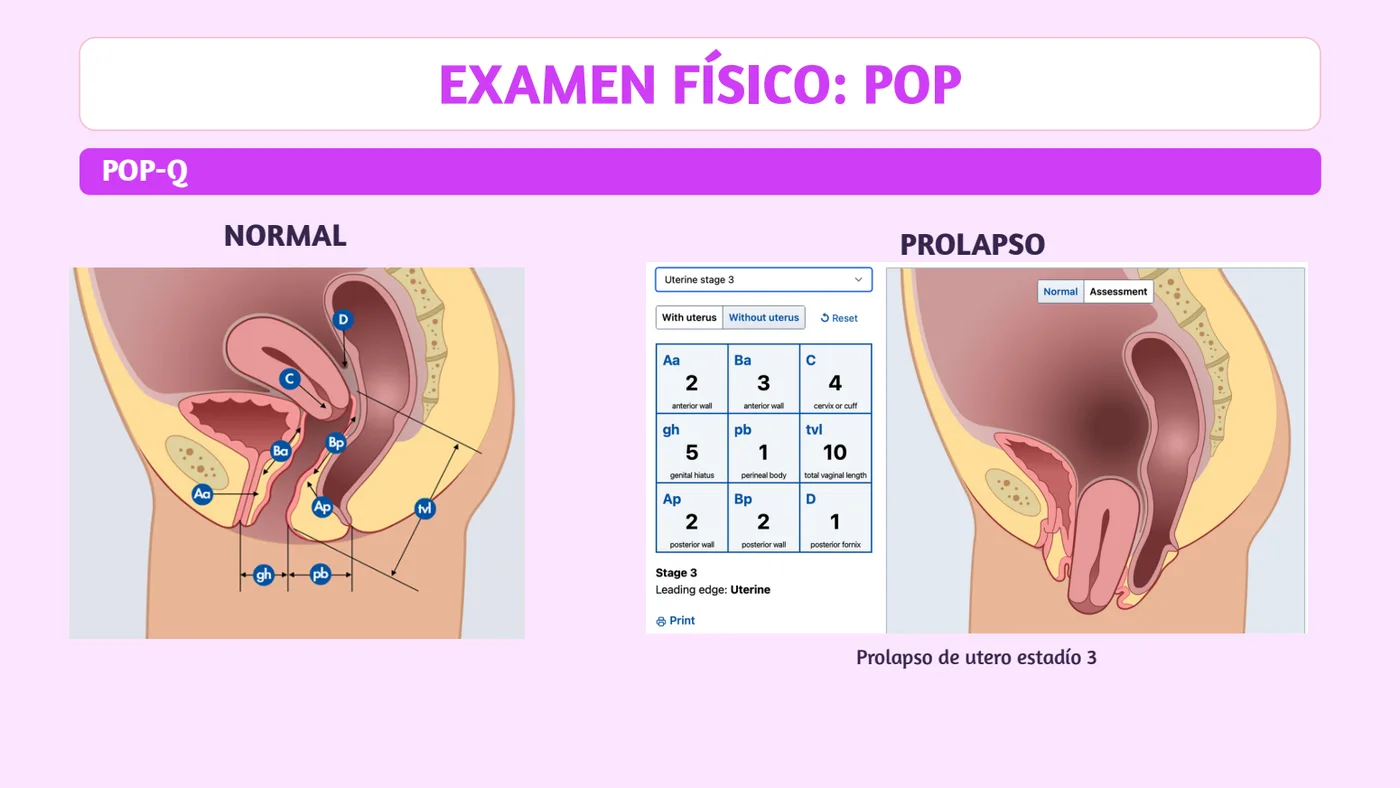 EXAMEN FÍSICO: POP
POP-Q
NORMAL
D
C
Ba
Bp
Aa
Ap
tvl
gh
pb
PROLAPSO
Uterine stage 3
With uterus Without uterus Reset
Aa Ba C
2 3 4
anterior wall anterior wall cervix or cuff
gh pb tvl
5 1 10
genital hiatus perineal body total vaginal length
Ap Bp D
2 2 1
posterior wall posterior wall posterior fornix
Stage 3
Leading edge: Uterine
Print
Normal Assessment
Prolapso de utero estadío 3